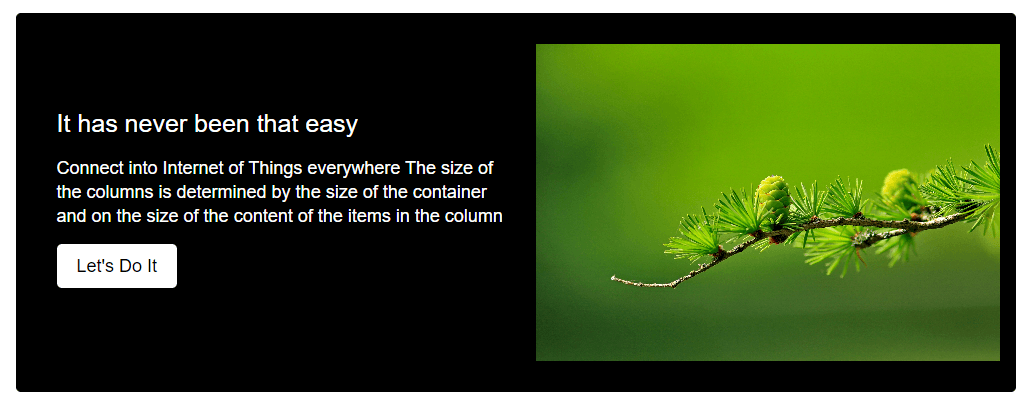 It has never been that easy
Connect into Internet of Things everywhere The size of
the columns is determined by the size of the container
and on the size of the content of the items in the column
Let's Do It